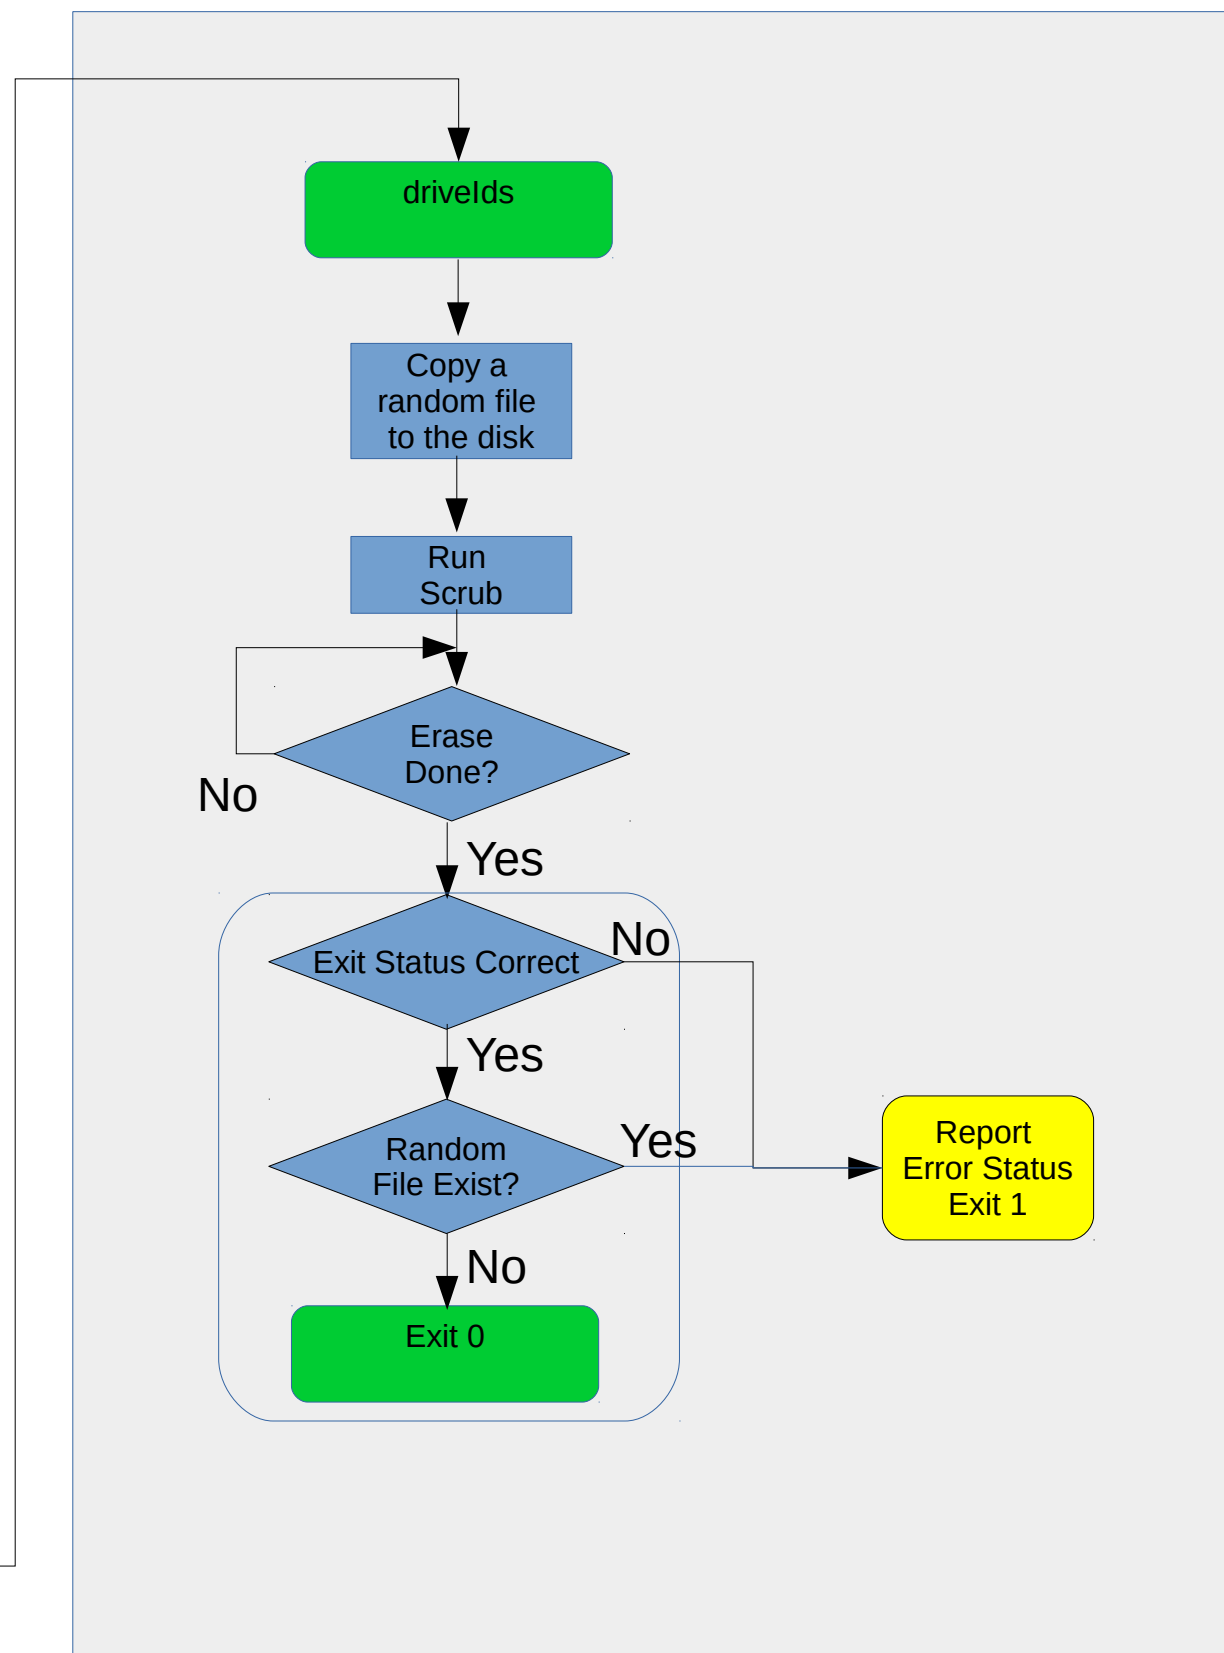 driveIds
Copy a
random file
to the disk
Run
Scrub
Erase
Done?
No
Yes
Exit Status Correct
No
Yes
Random
File Exist?
Yes
Report
Error Status
Exit 1
No
Exit 0